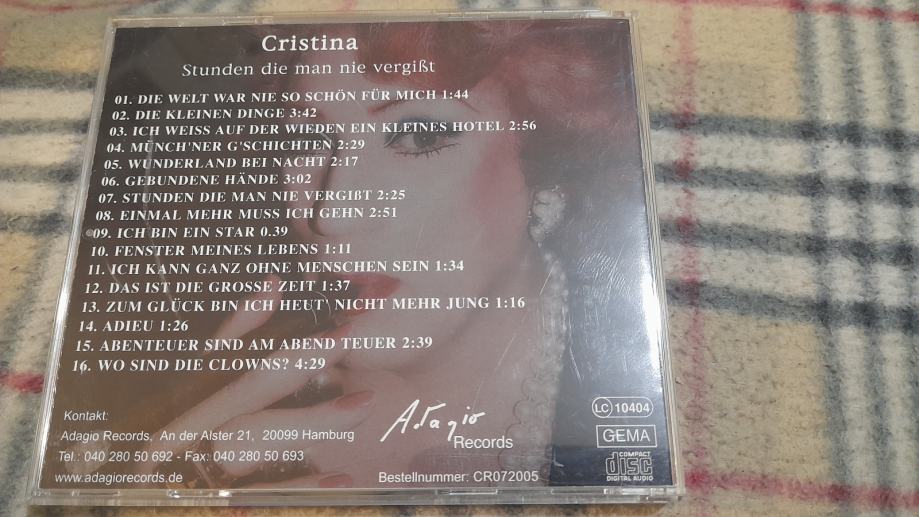 Cristina
Stunden die man nie vergißt
01. DIE WELT WAR NIE SO SCHÖN FÜR MICH 1:44
02. DIE KLEINEN DINGE 3:42
03. ICH WEISS AUF DER WIEDEN EIN KLEINES HOTEL 2:56
04. MÜNCH'NER G'SCHICHTEN 2:29
05. WUNDERLAND BEI NACHT 2:17
06. GEBUNDENE HÄNDE 3:02
07. STUNDEN DIE MAN NIE VERGIßT 2:25
08. EINMAL MEHR MUSS ICH GEHN 2:51
09. ICH BIN EIN STAR 0.39
10. FENSTER MEINES LEBENS 1:11
11. ICH KANN GANZ OHNE MENSCHEN SEIN 1:34
12. DAS IST DIE GROSSE ZEIT 1:37
13. ZUM GLÜCK BIN ICH HEUT` NICHT MEHR JUNG 1:16
14. ADIEU 1:26
15. ABENTEUER SIND AM ABEND TEUER 2:39
16. WO SIND DIE CLOWNS? 4:29
Kontakt:
Adagio Records, An der Alster 21, 20099 Hamburg
Tel.: 040 280 50 692 - Fax: 040 280 50 693
www.adagiorecords.de
Adagio
Records
Bestellnummer: CR072005
LC 10404
GEMA
COMPACT
disc
DIGITAL AUDIO